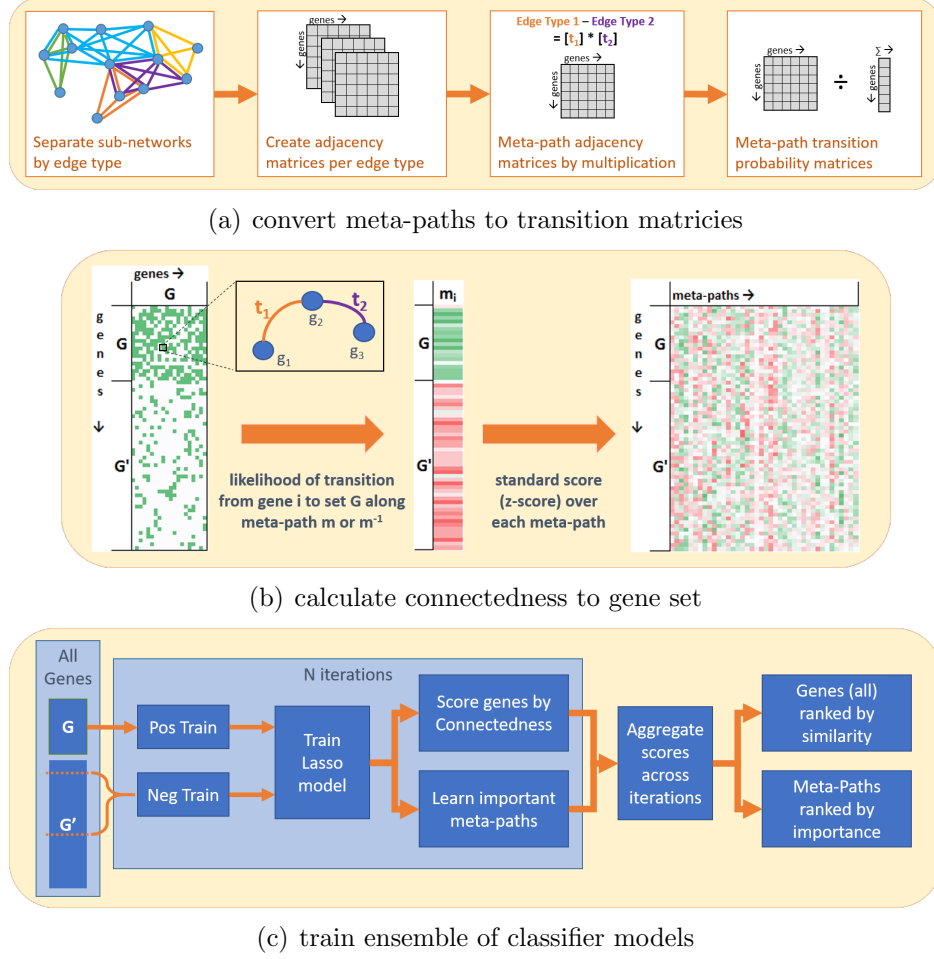 Separate sub-networks
by edge type
genes →
genes →
Create adjacency
matrices per edge type
Edge Type 1 – Edge Type 2
= [t1] * [t2]
genes →
genes →
Meta-path adjacency
matrices by multiplication
genes →
genes →
÷
Σ →
genes →
Meta-path transition
probability matrices
(a) convert meta-paths to transition matricies
genes →
G
genes →
G
G'
t1
t2
g1
g2
g3
likelihood of transition
from gene i to set G along
meta-path m or m-1
mi
G
G'
standard score
(z-score) over
each meta-path
meta-paths →
genes →
G
G'
(b) calculate connectedness to gene set
All
Genes
G
G'
N iterations
Pos Train
Neg Train
Train
Lasso
model
Score genes by
Connectedness
Learn important
meta-paths
Aggregate
scores
across
iterations
Genes (all)
ranked by
similarity
Meta-Paths
ranked by
importance
(c) train ensemble of classifier models